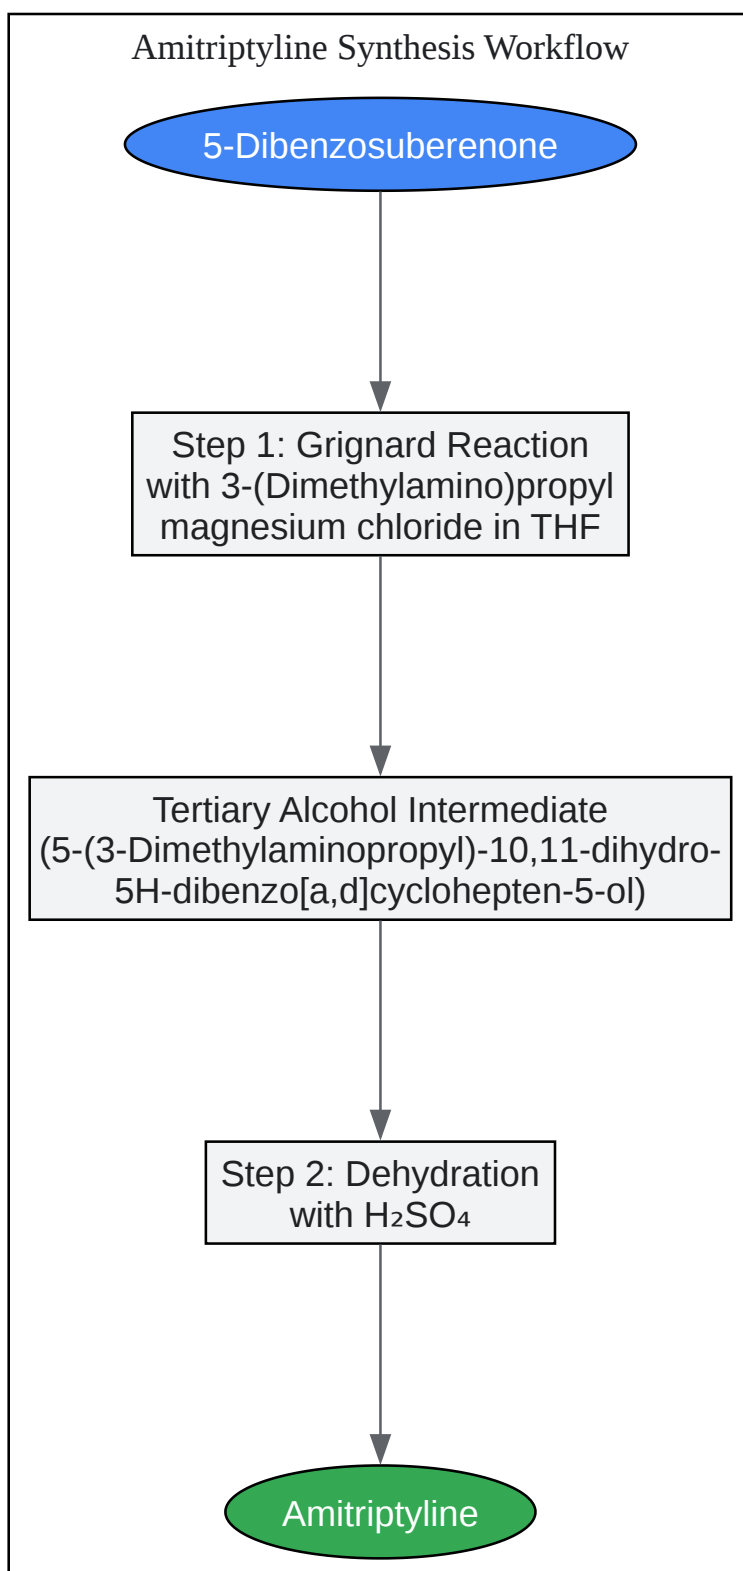 Amitriptyline Synthesis Workflow
5-Dibenzosuberenone
Step 1: Grignard Reaction
with 3-(Dimethylamino)propyl
magnesium chloride in THF
Tertiary Alcohol Intermediate
(5-(3-Dimethylaminopropyl)-10,11-dihydro-
5H-dibenzo[a,d]cyclohepten-5-ol)
Step 2: Dehydration
with H₂SO₄
Amitriptyline